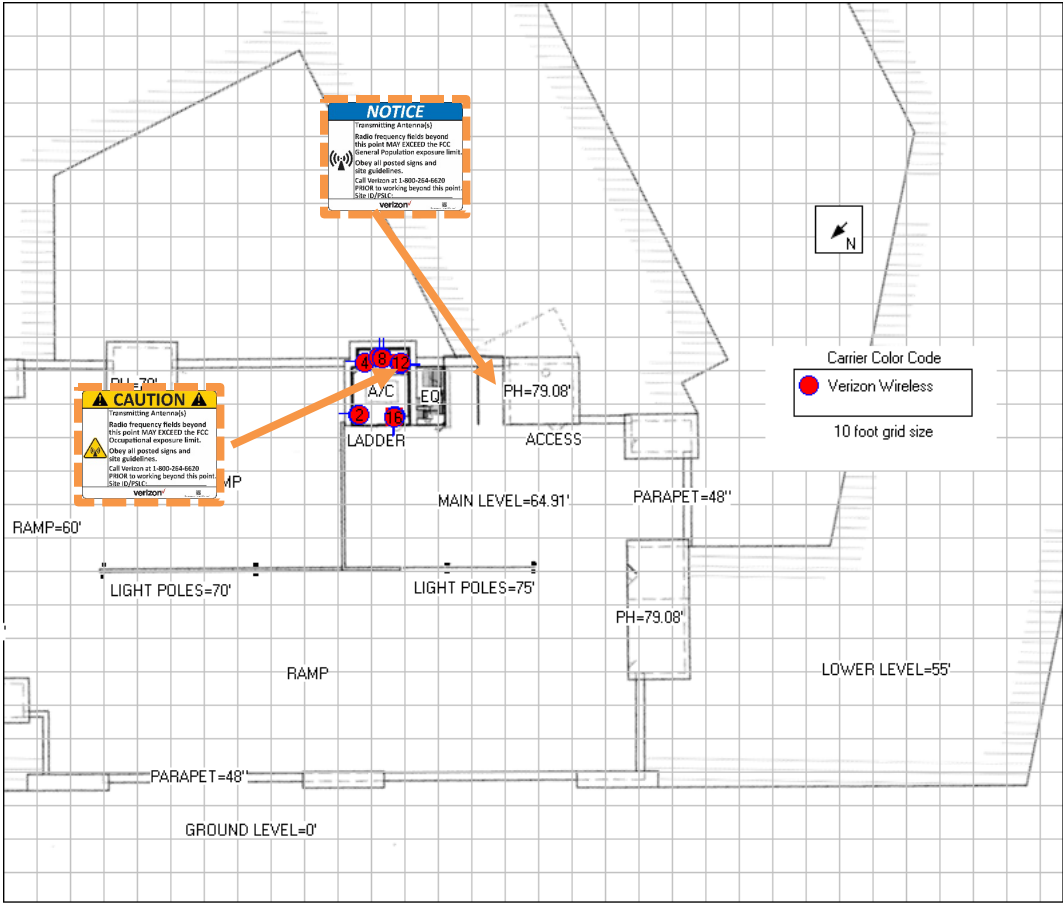 NOTICE
Transmitting Antenna(s)
Radio frequency fields beyond
this point MAY EXCEED the FCC
General Population exposure limit.
Obey all posted signs and
site guidelines.
Call Verizon at 1-800-264-6620
PRIOR to working beyond this point.
Site ID/PSLC:
verizon
N
Carrier Color Code
Verizon Wireless
10 foot grid size
4
8
12
A/C
EQ
2
16
LADDER
PH=79.08'
ACCESS
CAUTION
Transmitting Antenna(s)
Radio frequency fields beyond
this point MAY EXCEED the FCC
Occupational exposure limit.
Obey all posted signs and
site guidelines.
Call Verizon at 1-800-264-6620
PRIOR to working beyond this point.
Site ID/PSLC:
verizon
MAIN LEVEL=64.91'
PARAPET=48"
RAMP=60'
LIGHT POLES=70'
LIGHT POLES=75'
PH=79.08'
RAMP
LOWER LEVEL=55'
PARAPET=48"
GROUND LEVEL=0'